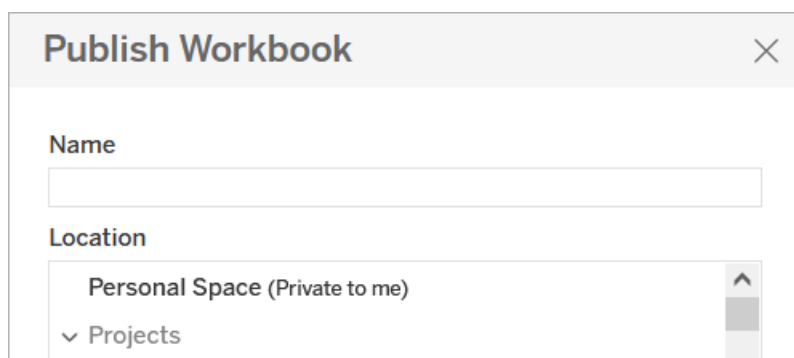 Publish Workbook
Name
Location
Personal Space (Private to me)
Projects